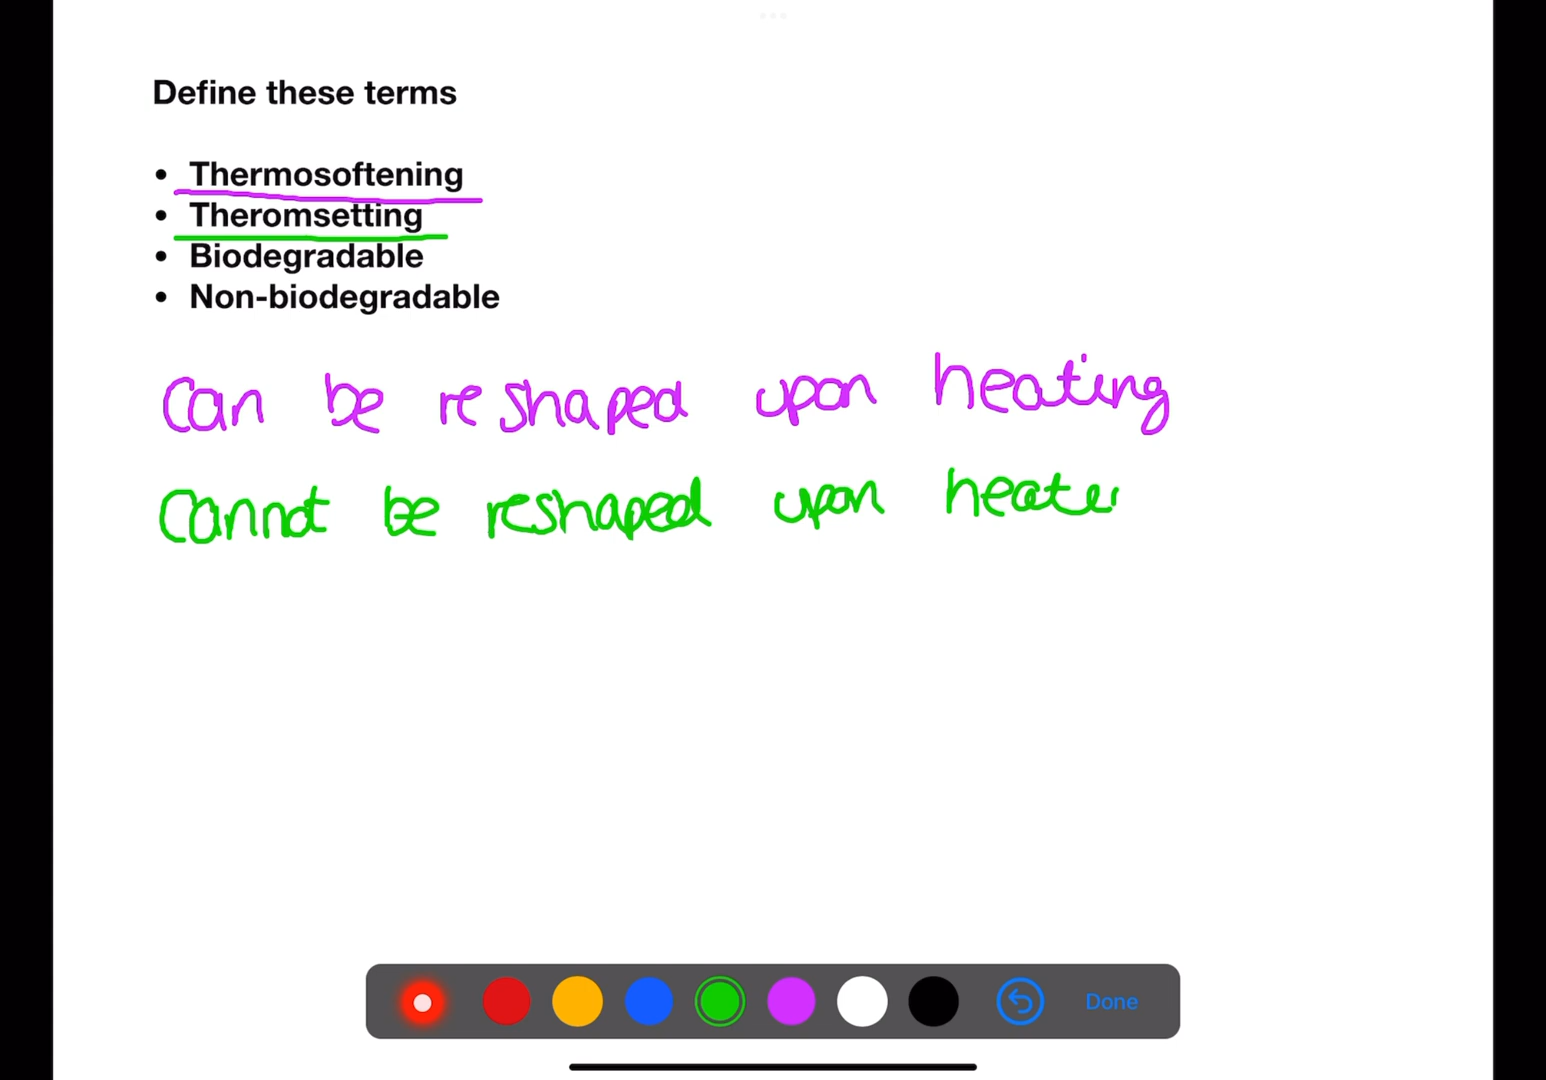 Define these terms
• Thermosoftening
• Theromsetting
• Biodegradable
• Non-biodegradable
Can be reshaped upon heating
Cannot be reshaped upon
Done